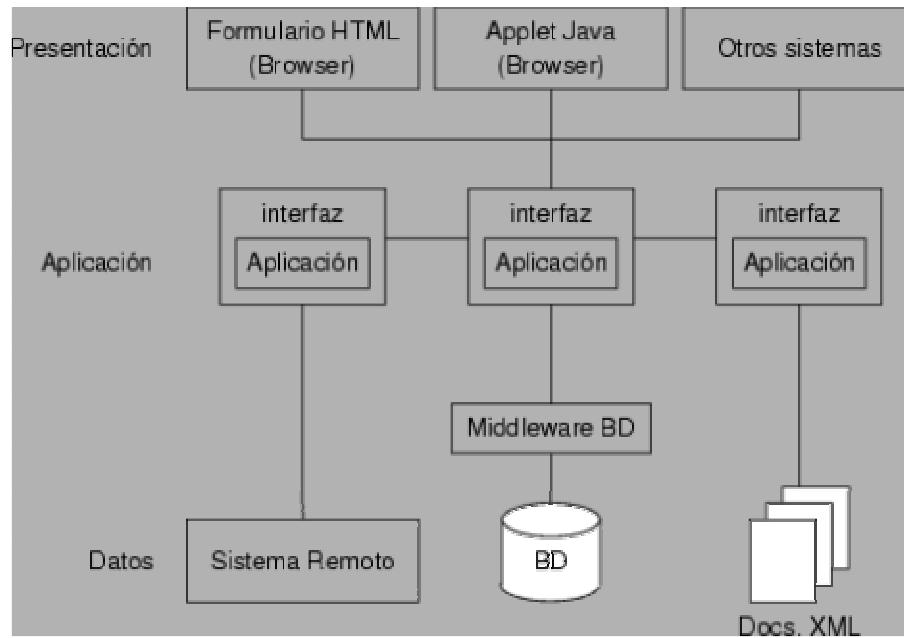 Presentación
Formulario HTML
(Browser)
Applet Java
(Browser)
Otros sistemas
Aplicación
interfaz
Aplicación
interfaz
Aplicación
interfaz
Aplicación
Middleware BD
Datos
Sistema Remoto
BD
Docs. XML